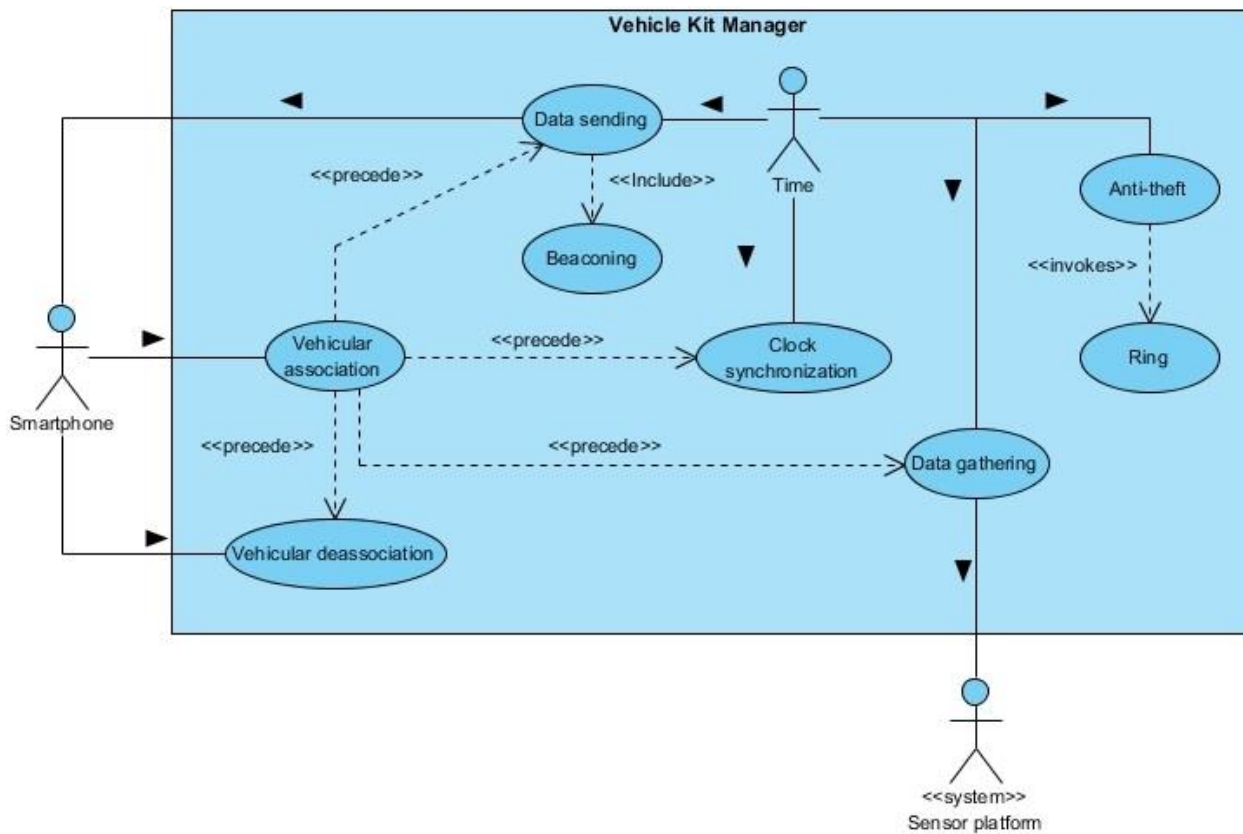 Vehicle Kit Manager
Data sending
<<precede>>
<<Include>>
Time
Anti-theft
Beaconing
<<invokes>>
Vehicular
association
<<precede>>
Clock
synchronization
Ring
Smartphone
<<precede>>
<<precede>>
Data gathering
Vehicular deassociation
<<system>>
Sensor platform